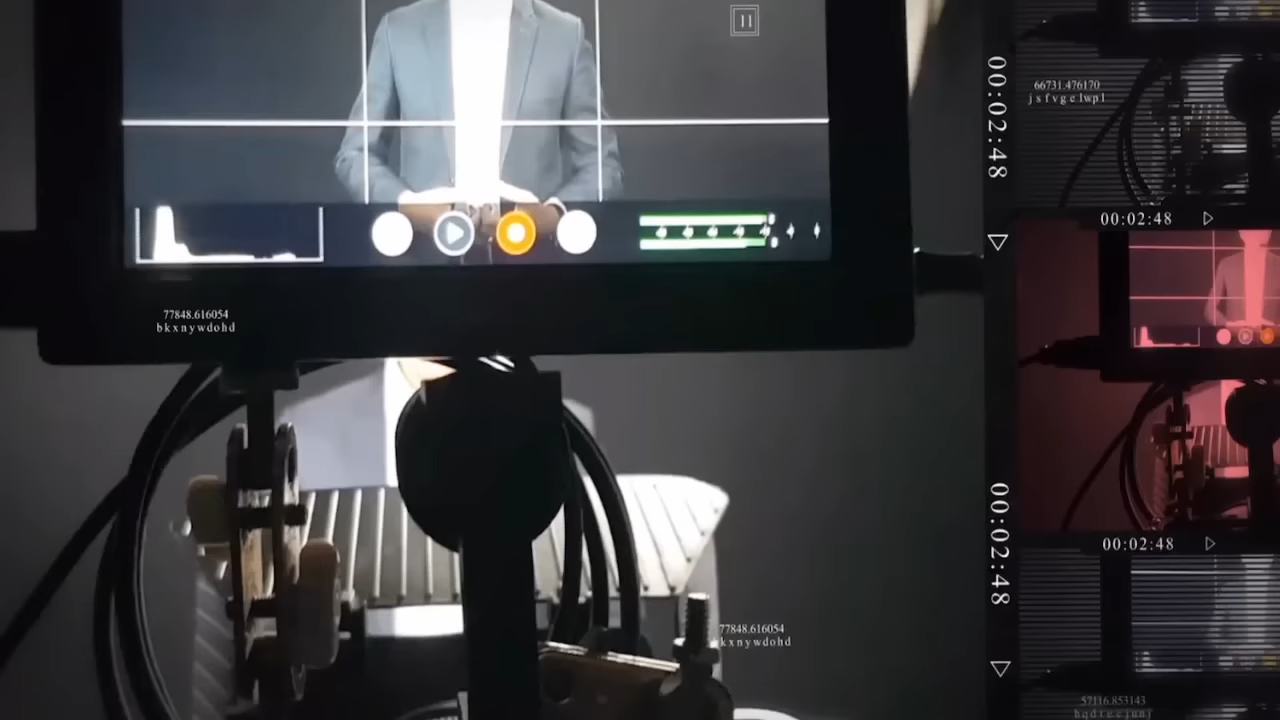 00:02:48
66731.476170
jsfvgelwpl
00:02:48
77848.616054
bkxnywdohd
00:02:48
00:02:48
77848.616054
kxnywdohd
57116.853143